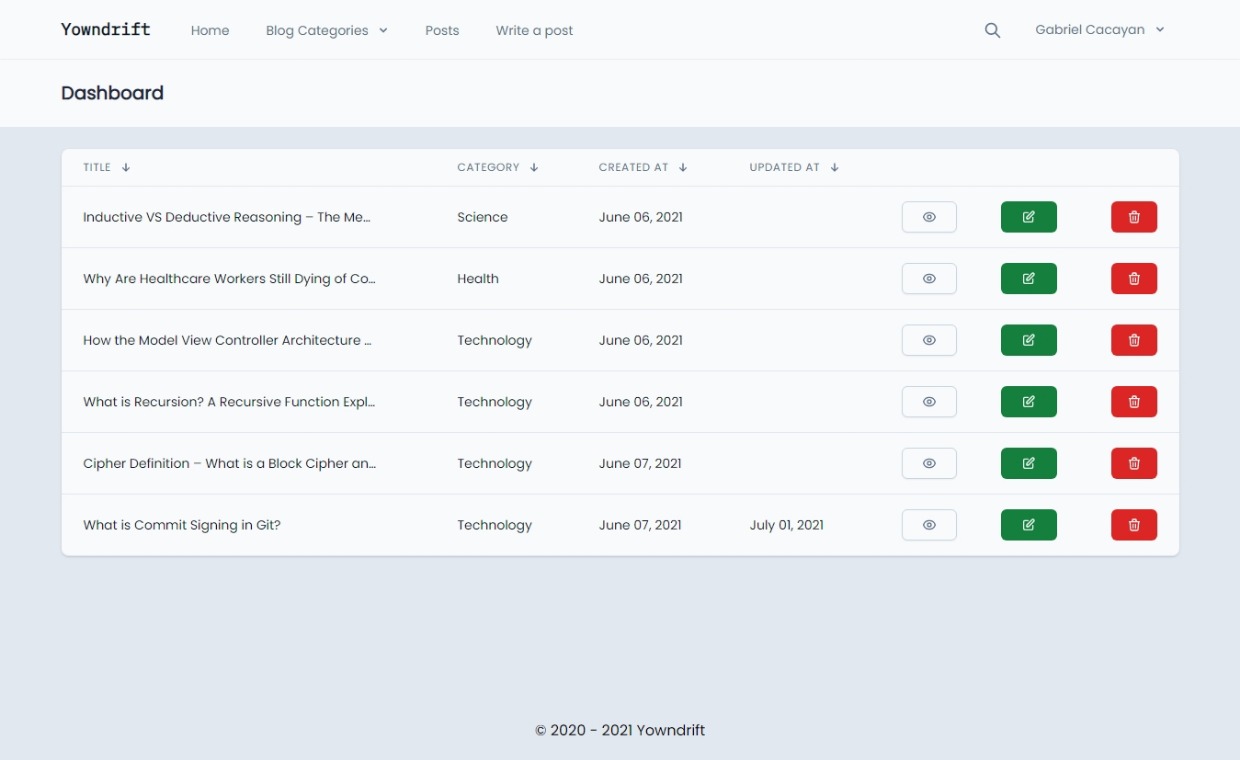 Yowndrift Home Blog Categories Posts Write a post Gabriel Cacayan
Dashboard
TITLE CATEGORY CREATED AT UPDATED AT
Inductive VS Deductive Reasoning – The Me... Science June 06, 2021
Why Are Healthcare Workers Still Dying of Co... Health June 06, 2021
How the Model View Controller Architecture ... Technology June 06, 2021
What is Recursion? A Recursive Function Expl... Technology June 06, 2021
Cipher Definition – What is a Block Cipher an... Technology June 07, 2021
What is Commit Signing in Git? Technology June 07, 2021 July 01, 2021
© 2020 - 2021 Yowndrift